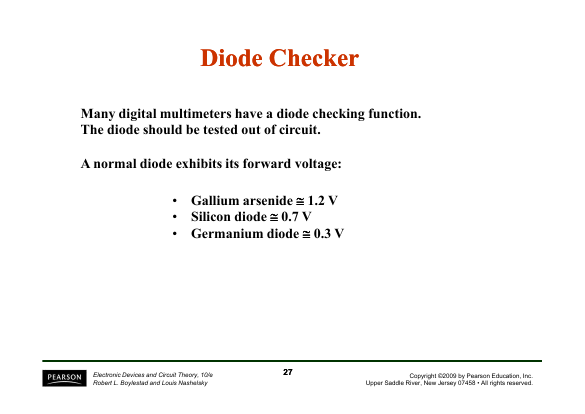 Diode Checker
Many digital multimeters have a diode checking function.
The diode should be tested out of circuit.
A normal diode exhibits its forward voltage:
• Gallium arsenide ≅ 1.2 V
• Silicon diode ≅ 0.7 V
• Germanium diode ≅ 0.3 V
PEARSON
Electronic Devices and Circuit Theory, 10/e
Robert L. Boylestad and Louis Nashelsky
27
Copyright ©2009 by Pearson Education, Inc.
Upper Saddle River, New Jersey 07458 • All rights reserved.